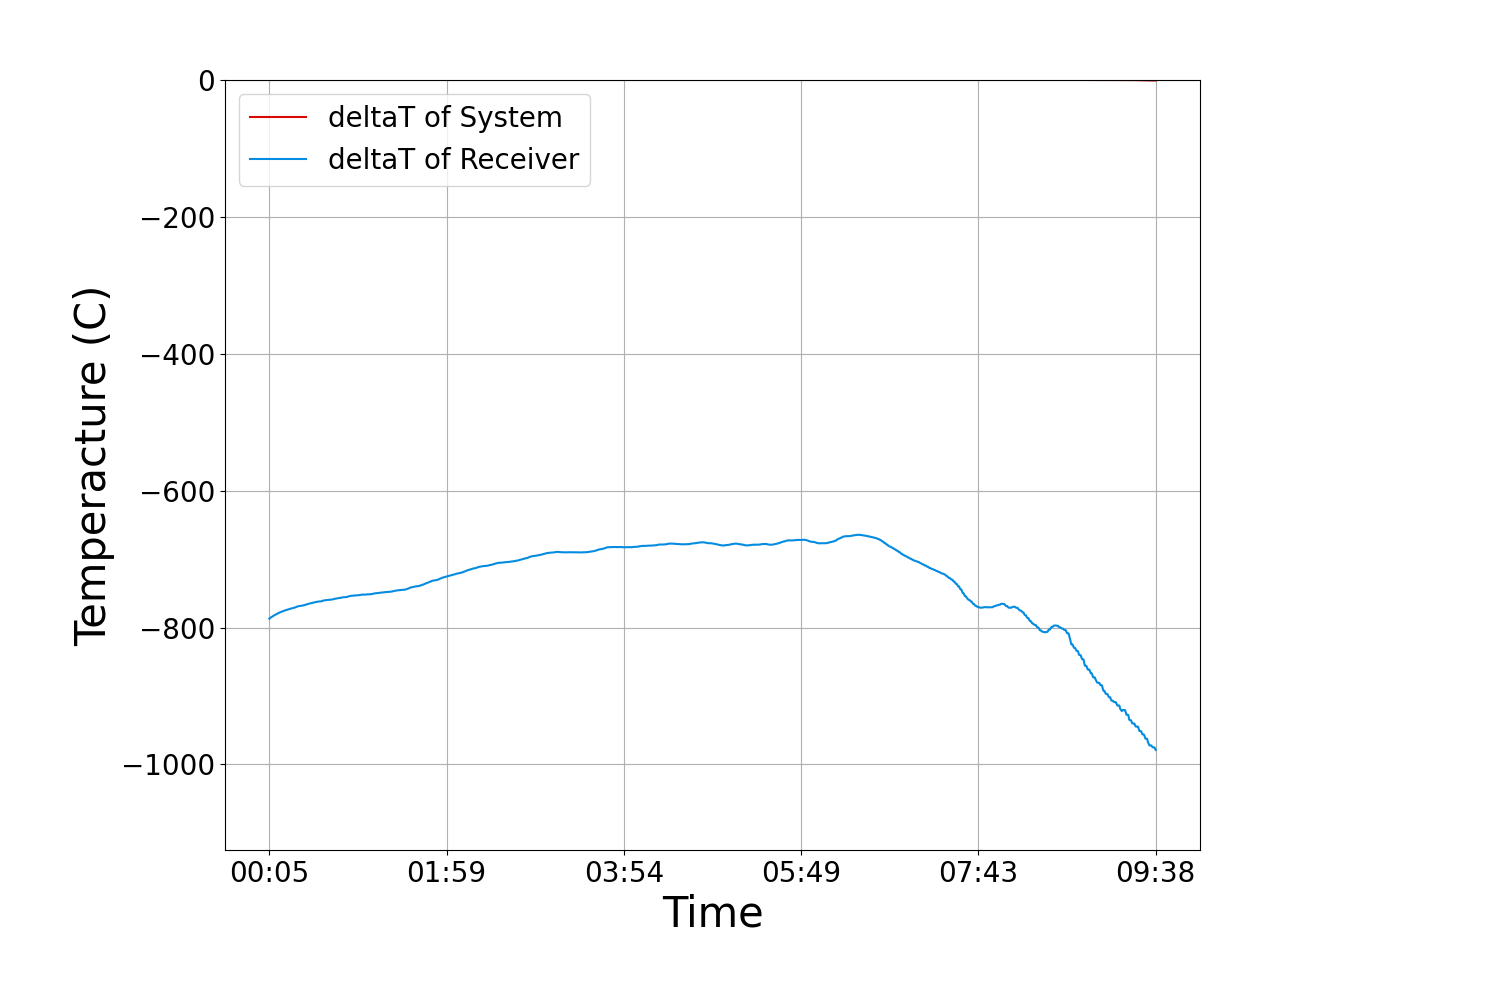 0
deltaT of System
deltaT of Receiver
−200
−400
−600
−800
−1000
Temperacture (C)
00:05 01:59 03:54 05:49 07:43 09:38
Time